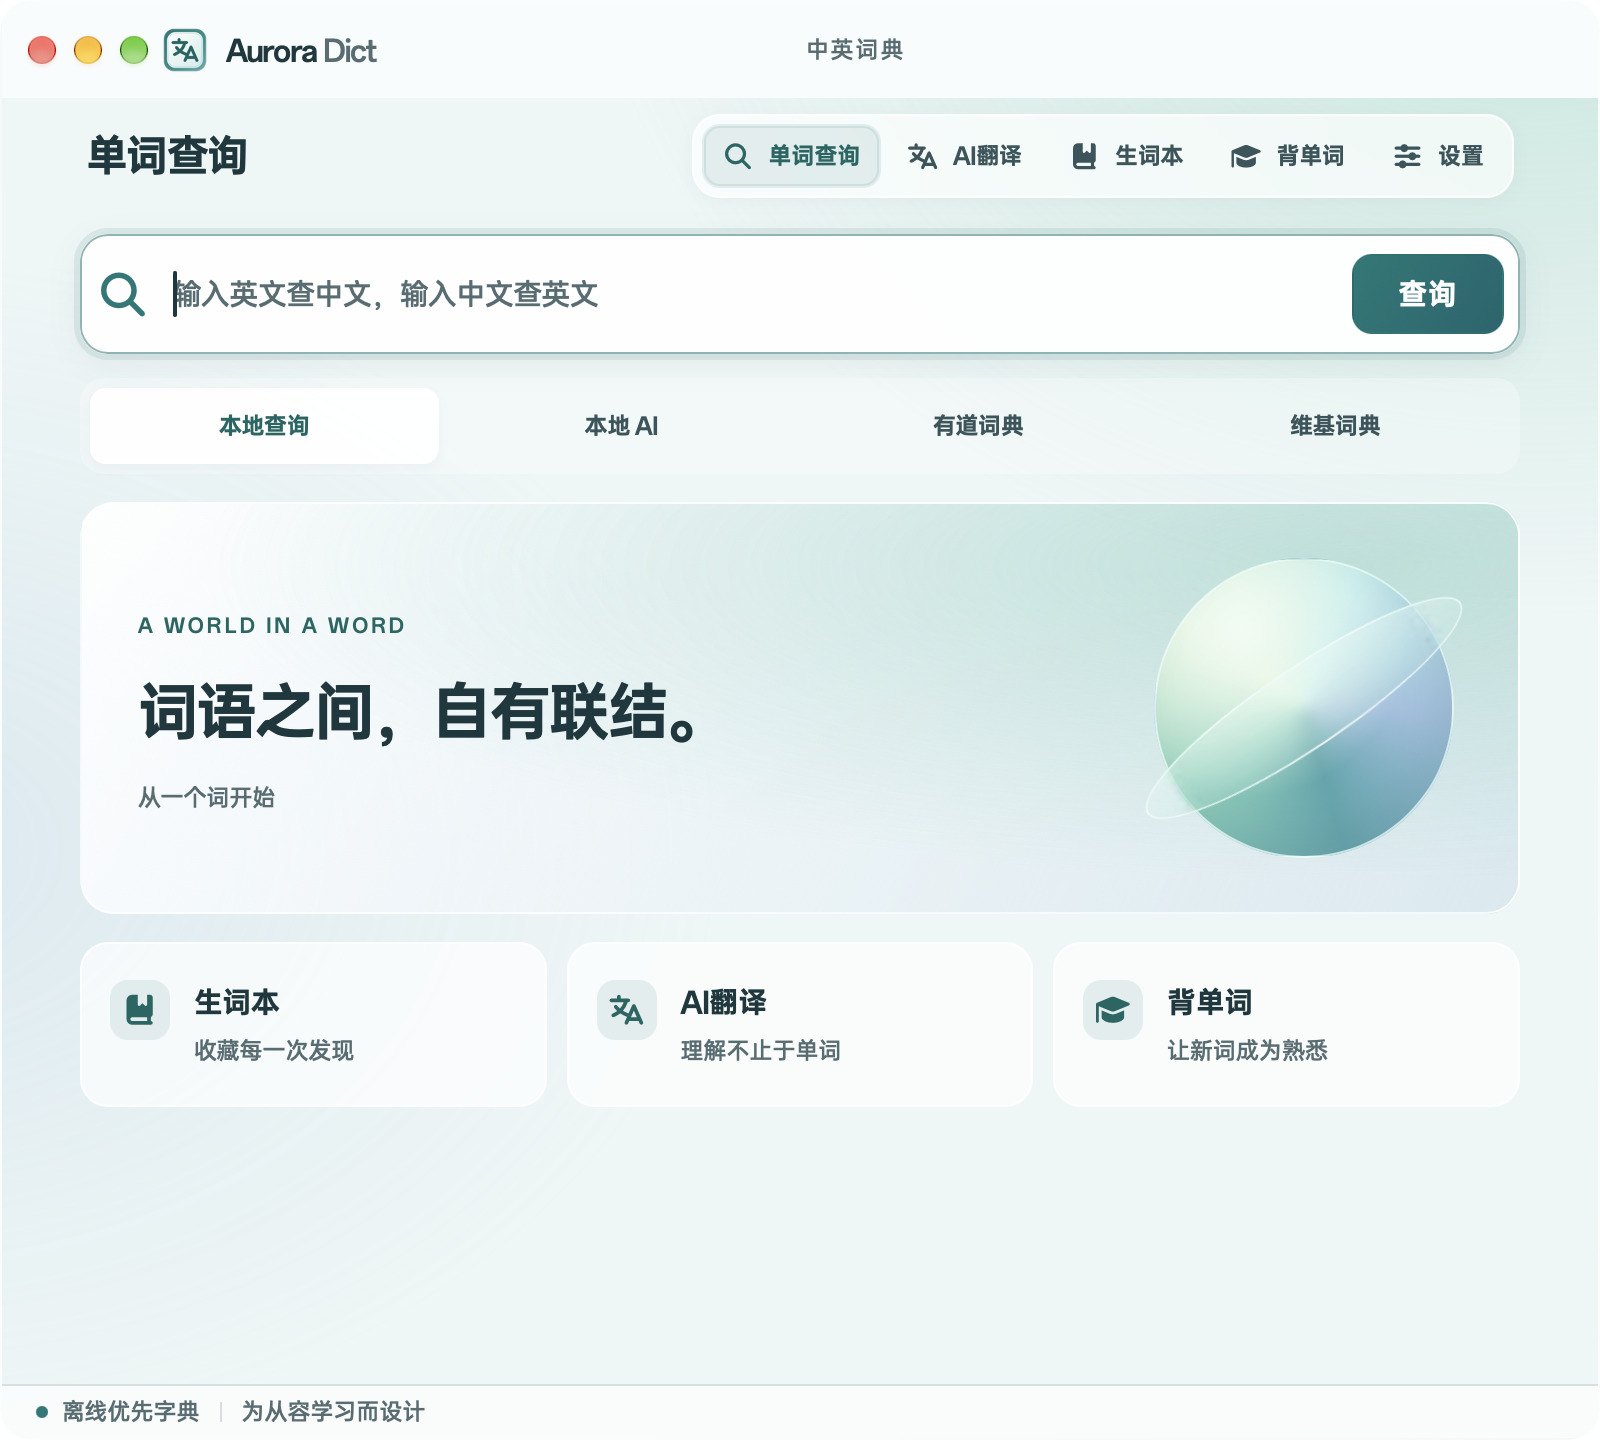 Aurora Dict
中英词典
单词查询
单词查询
AI翻译
生词本
背单词
设置
输入英文查中文，输入中文查英文
查询
本地查询
本地 AI
有道词典
维基词典
A WORLD IN A WORD
词语之间，自有联结。
从一个词开始
生词本
收藏每一次发现
AI翻译
理解不止于单词
背单词
让新词成为熟悉
离线优先字典
为从容学习而设计